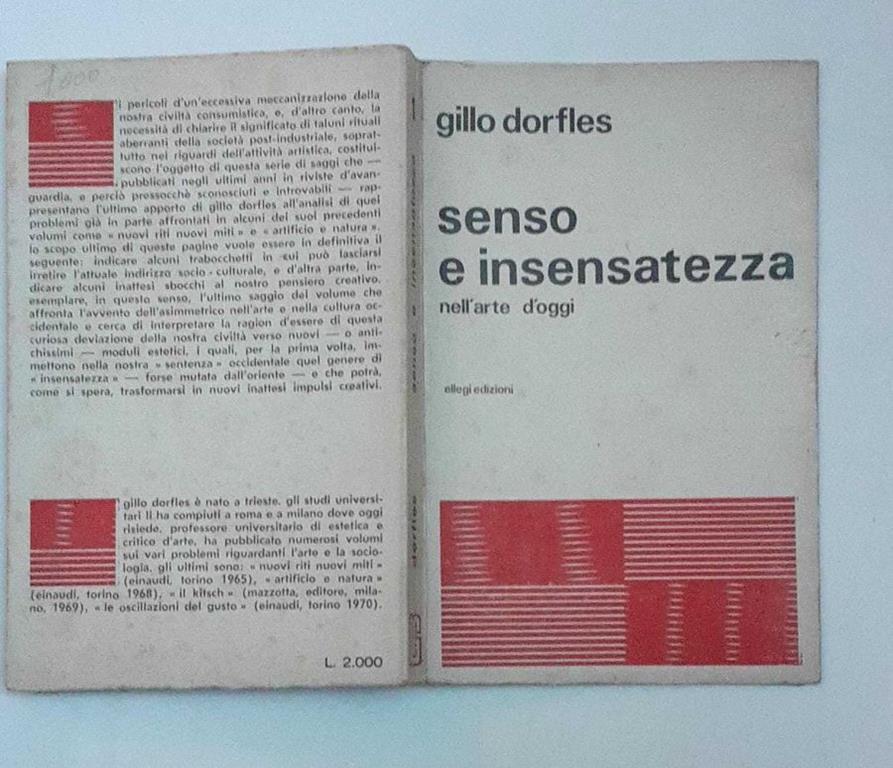 1000
i pericoli d'un'eccessiva meccanizzazione della
nostra civiltà consumistica, e, d'altro canto, la
necessità di chiarire il significato di taluni rituali
aberranti della società post-industriale, soprat-
tutto nei riguardi dell'attività artistica, costitui-
scono l'oggetto di questa serie di saggi che —
pubblicati negli ultimi anni in riviste d'avan-
guardia, e perciò pressocchè sconosciuti e introvabili — rap-
presentano l'ultimo apporto di gillo dorfles all'analisi di quei
problemi già in parte affrontati in alcuni dei suoi precedenti
volumi come « nuovi riti nuovi miti » e « artificio e natura ».
lo scopo ultimo di queste pagine vuole essere in definitiva il
seguente: indicare alcuni trabocchetti in cui può lasciarsi
irretire l'attuale indirizzo socio-culturale, e d'altra parte, in-
dicare alcuni inattesi sbocchi al nostro pensiero creativo.
esemplare, in questo senso, l'ultimo saggio del volume che
affronta l'avvento dell'asimmetrico nell'arte e nella cultura oc-
cidentale e cerca di interpretare la ragion d'essere di questa
curiosa deviazione della nostra civiltà verso nuovi — o anti-
chissimi — moduli estetici, i quali, per la prima volta, im-
mettono nella nostra « sentenza » occidentale quel genere di
« insensatezza » — forse mutata dall'oriente — e che potrà,
come si spera, trasformarsi in nuovi inattesi impulsi creativi.
gillo dorfles è nato a trieste. gli studi universi-
tari li ha compiuti a roma e a milano dove oggi
risiede. professore universitario di estetica e
critico d'arte, ha pubblicato numerosi volumi
sui vari problemi riguardanti l'arte e la socio-
logia. gli ultimi sono: « nuovi riti nuovi miti »
(einaudi, torino 1965), « artificio e natura »
(einaudi, torino 1968), « il kitsch » (mazzotta, editore, mila-
no, 1969), « le oscillazioni del gusto » (einaudi, torino 1970).
L. 2.000
dorfles senso e insensatezza
gillo dorfles
senso
e insensatezza
nell'arte d'oggi
ellegi edizioni